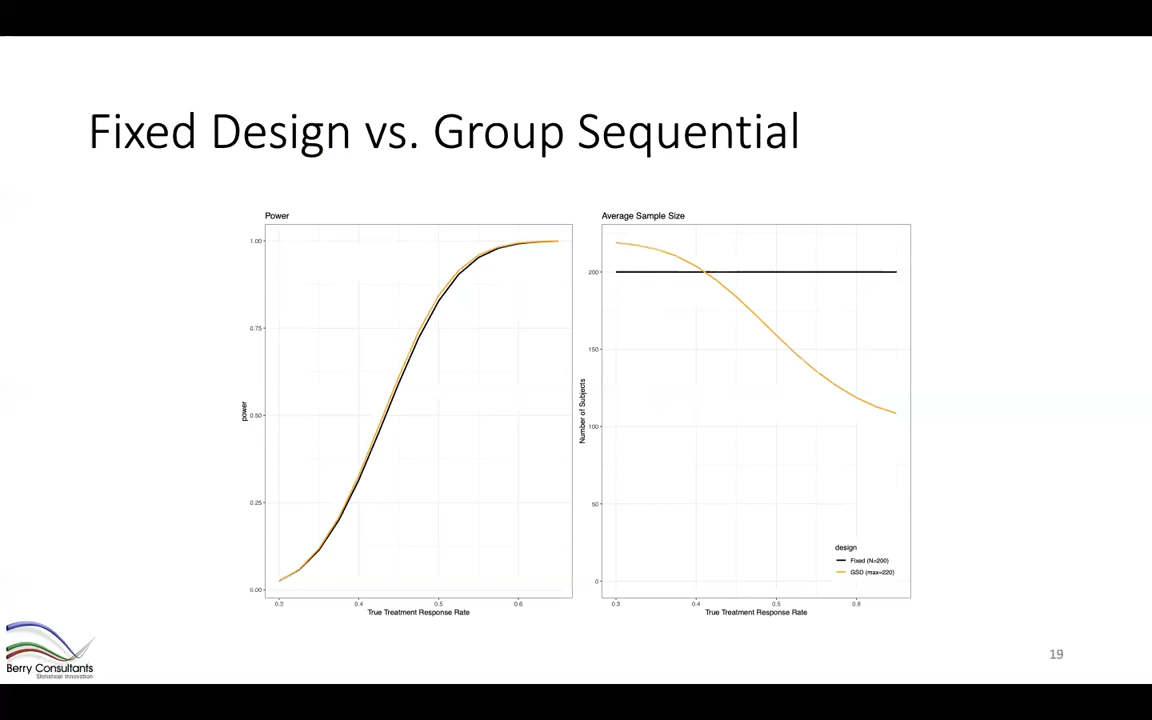 Fixed Design vs. Group Sequential
Power
1.00
0.75
0.50
0.25
0.00
power
0.3
0.4
0.5
0.6
True Treatment Response Rate
Average Sample Size
200
150
100
50
0
Number of Subjects
0.3
0.4
0.5
0.6
True Treatment Response Rate
design
Fixed (N=200)
GSD (max=220)
Berry Consultants
Statistical Innovation
19